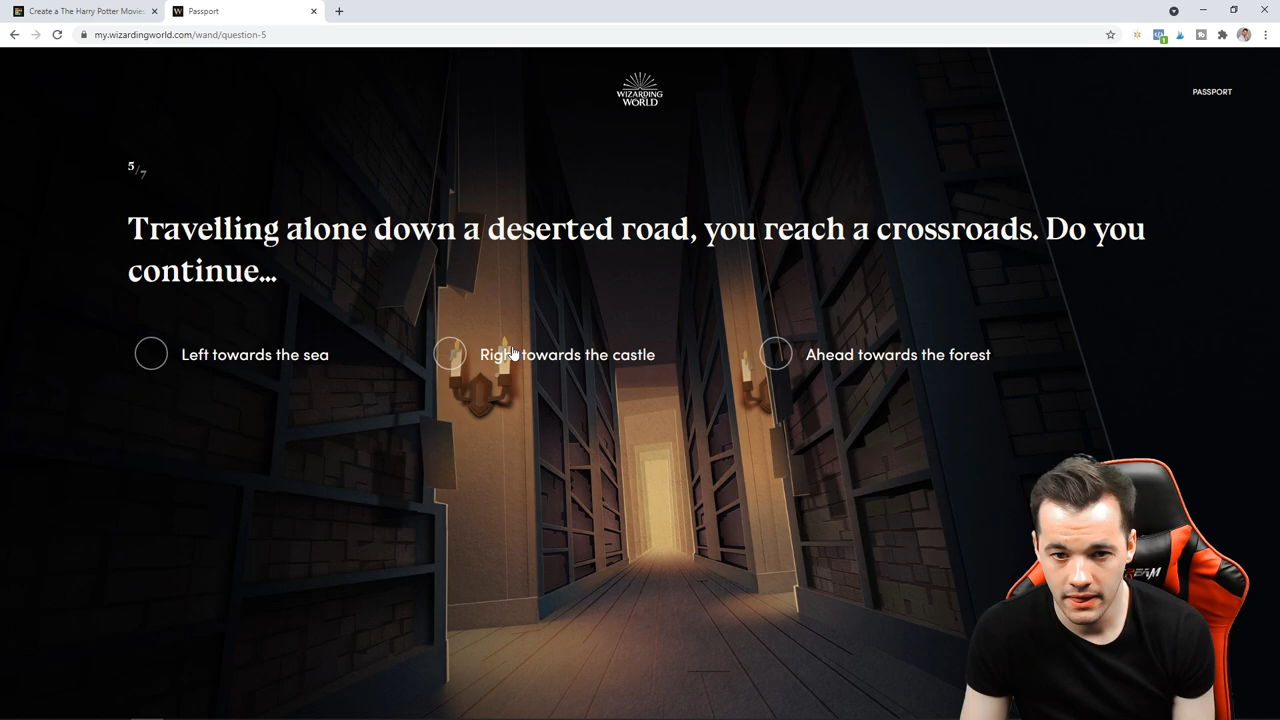 Create a The Harry Potter Movies
Passport
my.wizardingworld.com/wand/question-5
WIZARDING
WORLD
PASSPORT
5/7
Travelling alone down a deserted road, you reach a crossroads. Do you
continue...
Left towards the sea
Right towards the castle
Ahead towards the forest